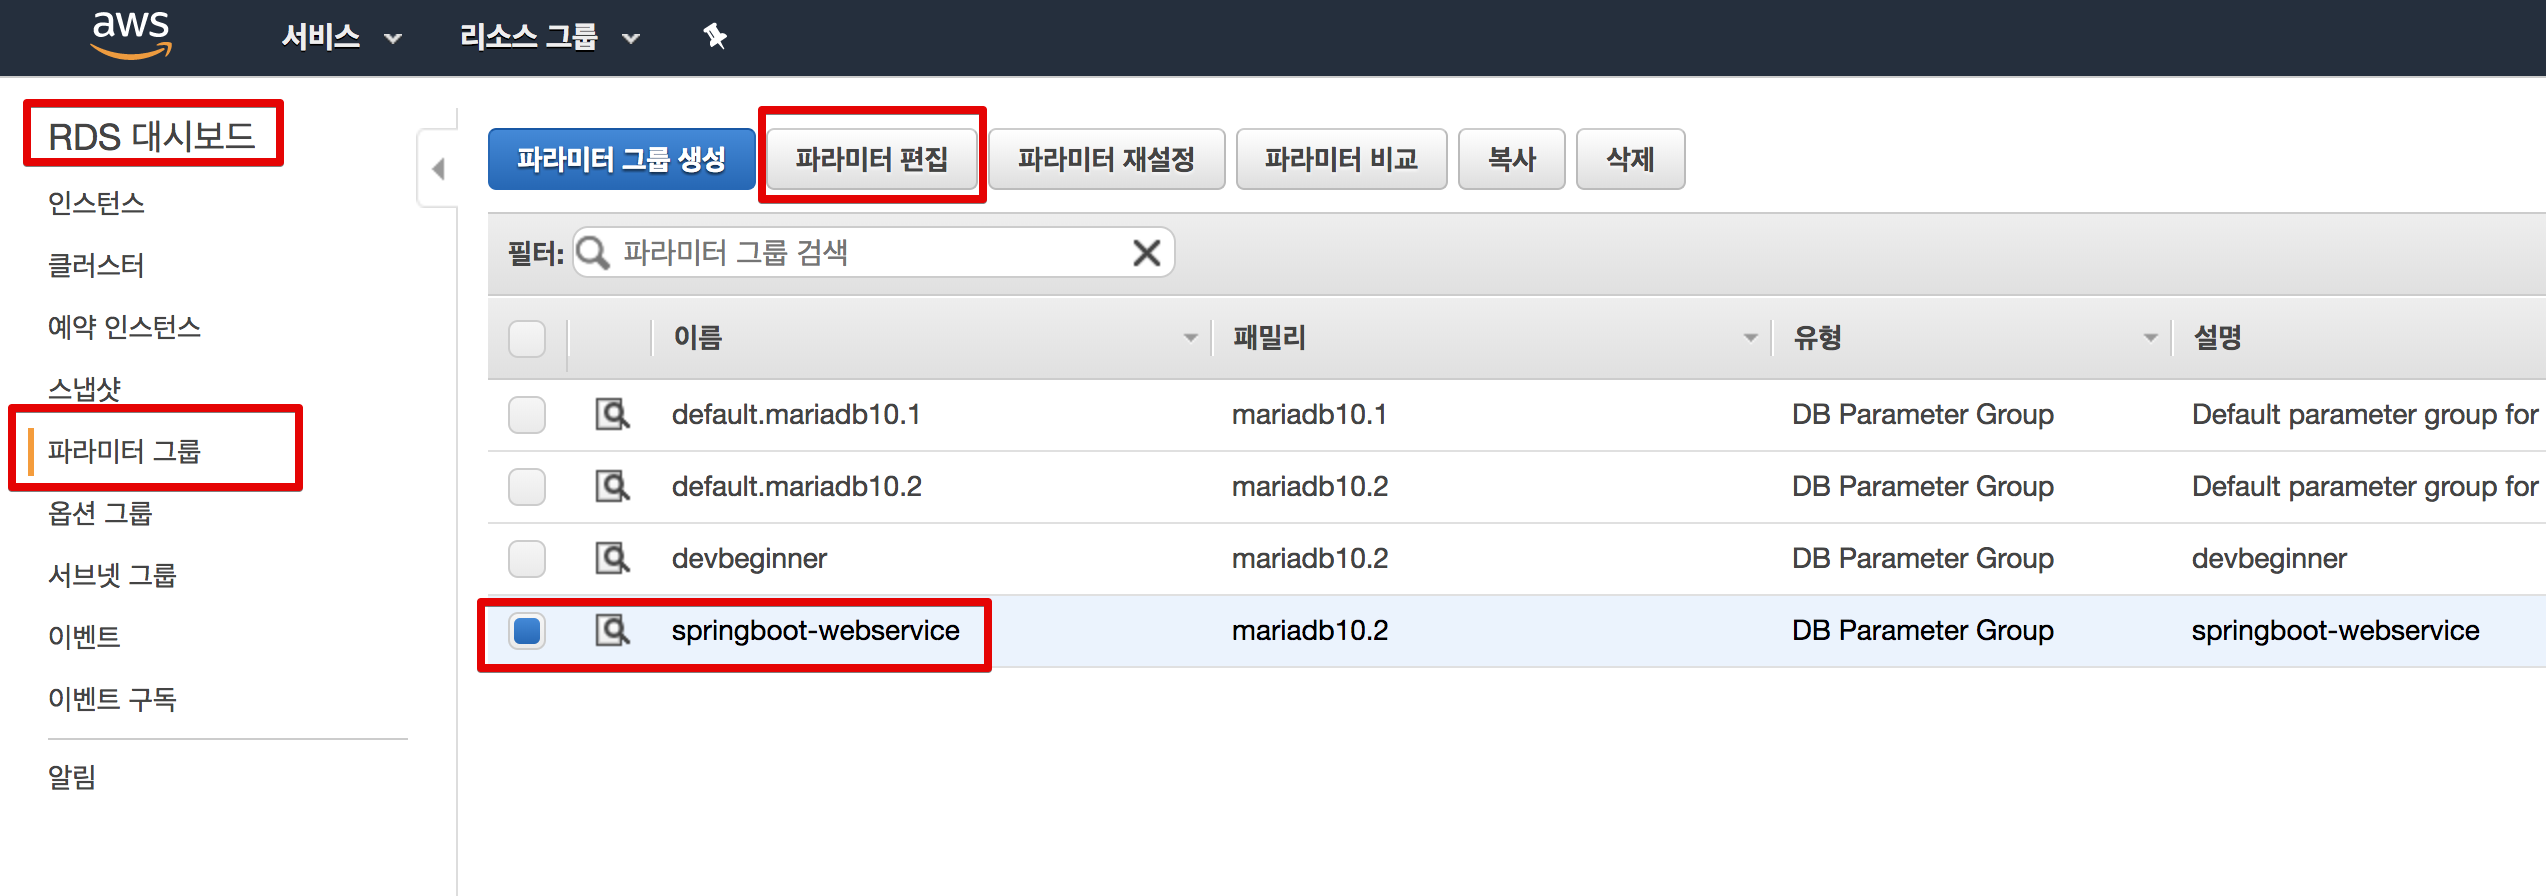 aws 서비스 리소스 그룹
RDS 대시보드
인스턴스
클러스터
예약 인스턴스
스냅샷
파라미터 그룹
옵션 그룹
서브넷 그룹
이벤트
이벤트 구독
알림
파라미터 그룹 생성 파라미터 편집 파라미터 재설정 파라미터 비교 복사 삭제
필터: 파라미터 그룹 검색
이름 패밀리 유형 설명
default.mariadb10.1 mariadb10.1 DB Parameter Group Default parameter group for
default.mariadb10.2 mariadb10.2 DB Parameter Group Default parameter group for
devbeginner mariadb10.2 DB Parameter Group devbeginner
springboot-webservice mariadb10.2 DB Parameter Group springboot-webservice